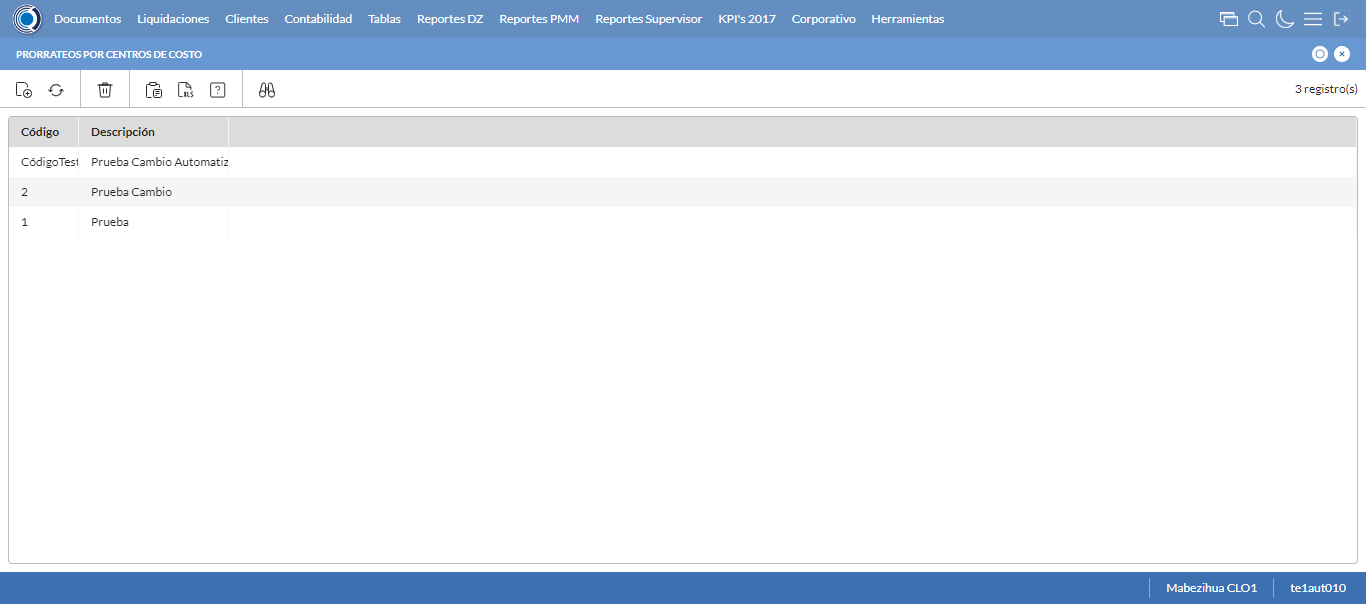 Documentos Liquidaciones Clientes Contabilidad Tablas Reportes DZ Reportes PMM Reportes Supervisor KPI's 2017 Corporativo Herramientas
PRORRATEOS POR CENTROS DE COSTO
XLS ? 3 registro(s)
Código Descripción
CódigoTest Prueba Cambio Automatiz
2 Prueba Cambio
1 Prueba
Mabezihua CLO1 te1aut010